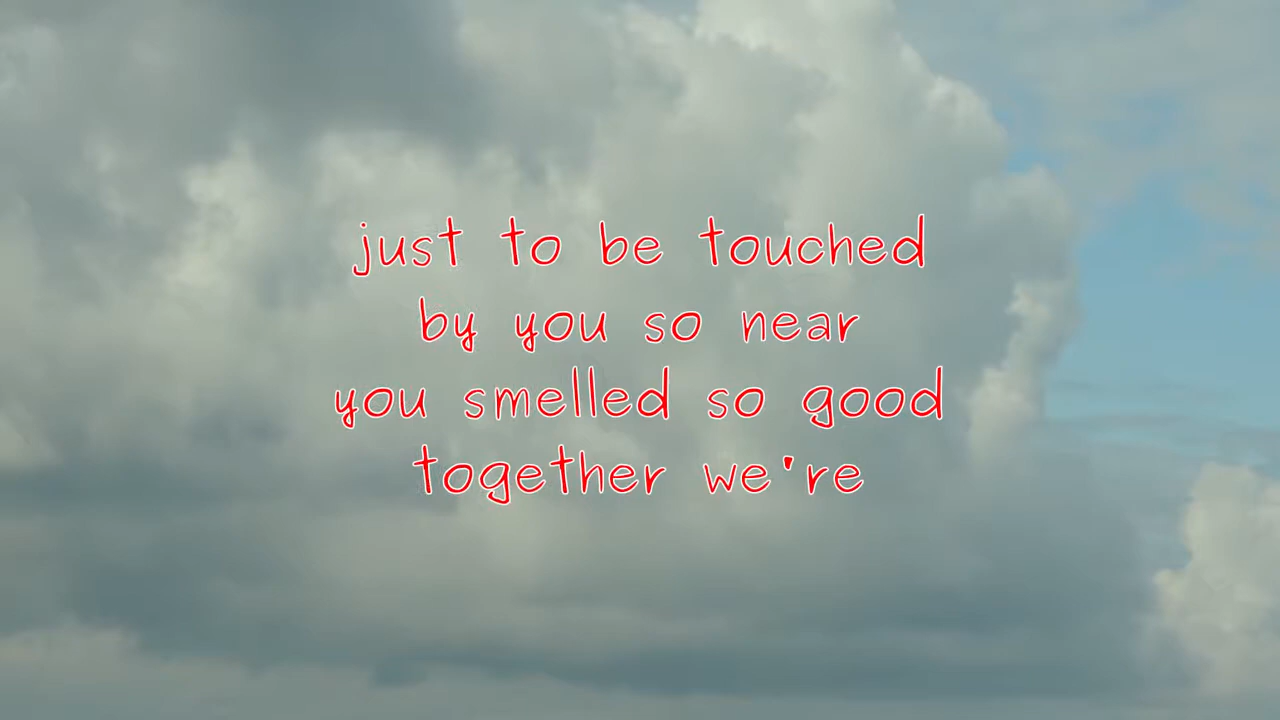 just to be touched
by you so near
you smelled so good
together we're